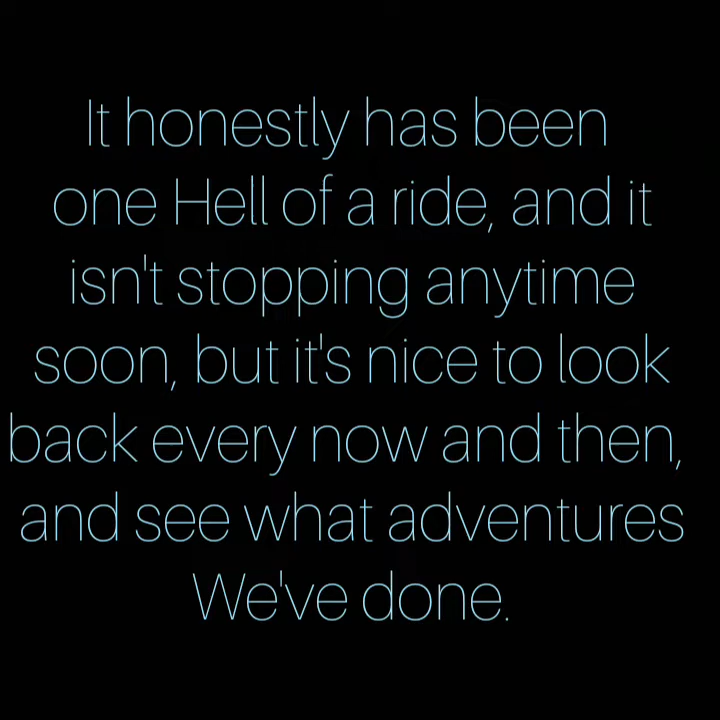 It honestly has been
one Hell of a ride, and it
isn't stopping anytime
soon, but it's nice to look
back every now and then,
and see what adventures
We've done.